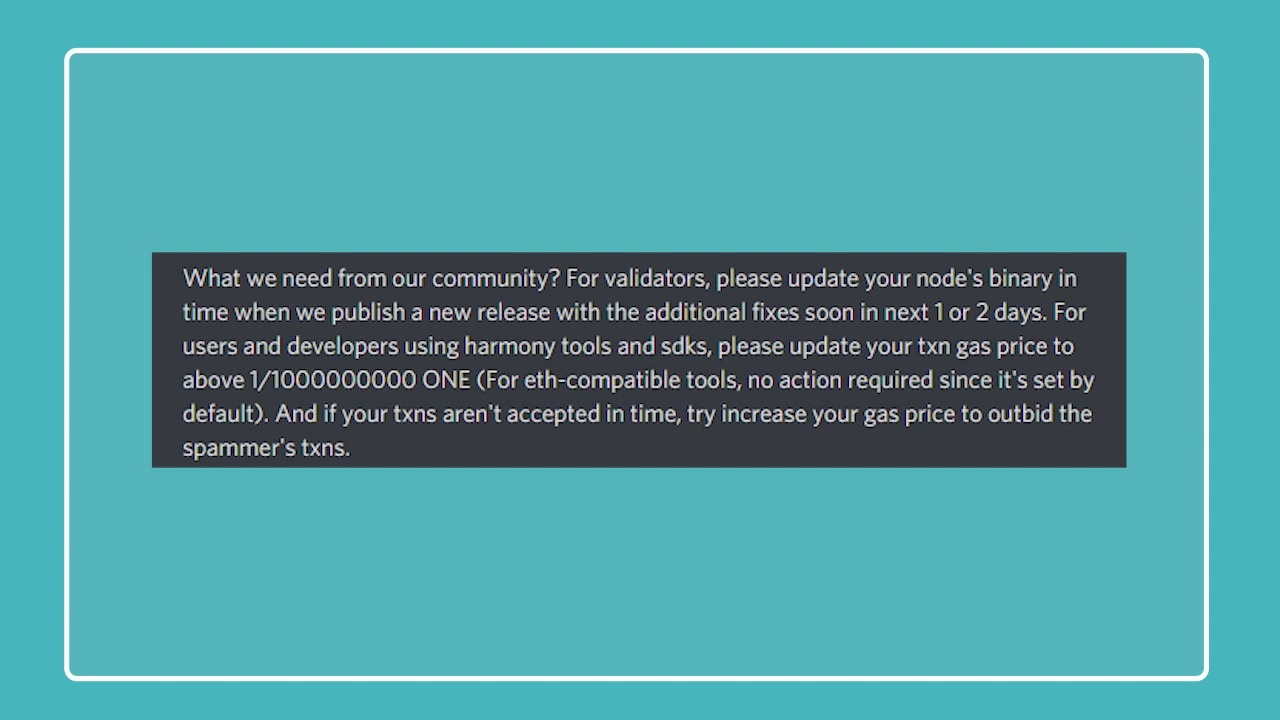 What we need from our community? For validators, please update your node's binary in
time when we publish a new release with the additional fixes soon in next 1 or 2 days. For
users and developers using harmony tools and sdks, please update your txn gas price to
above 1/1000000000 ONE (For eth-compatible tools, no action required since it's set by
default). And if your txns aren't accepted in time, try increase your gas price to outbid the
spammer's txns.